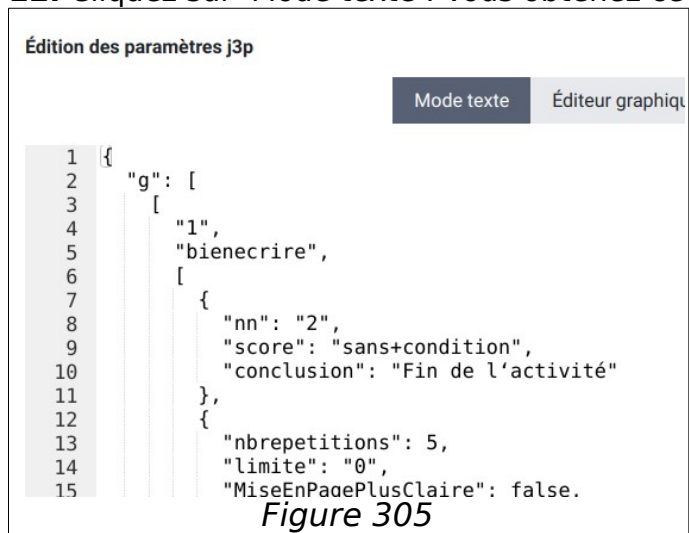 Édition des paramètres j3p
Mode texte Éditeur graphiqu
1 {
2 "g": [
3 [
4 "1",
5 "bienecrire",
6 [
7 {
8 "nn": "2",
9 "score": "sans+condition",
10 "conclusion": "Fin de l‘activité"
11 },
12 {
13 "nbrepetitions": 5,
14 "limite": "0",
15 "MiseEnPagePlusClaire": false,
Figure 305